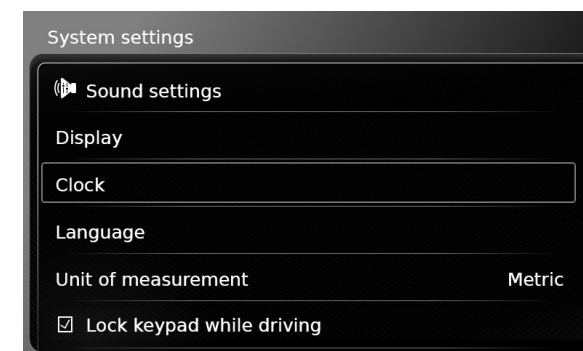 System settings
Sound settings
Display
Clock
Language
Unit of measurement Metric
Lock keypad while driving